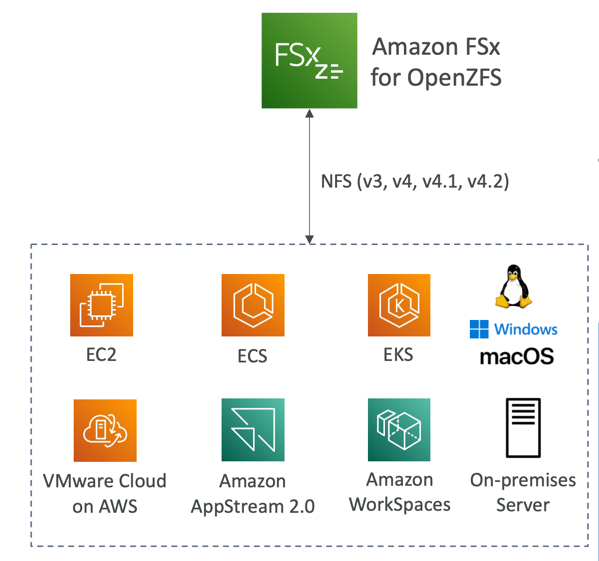 FSx
Amazon FSx
for OpenZFS
NFS (v3, v4, v4.1, v4.2)
EC2
ECS
K
EKS
Windows
macOS
VMware Cloud
on AWS
Amazon
AppStream 2.0
Amazon
WorkSpaces
On-premises
Server